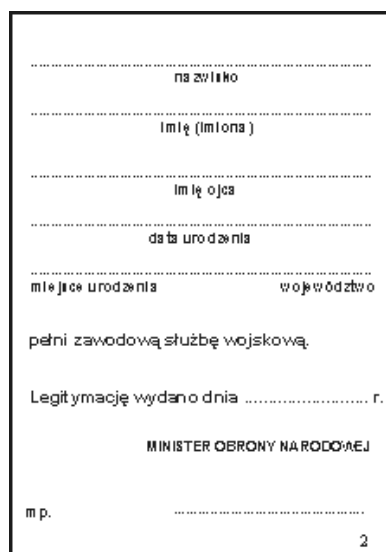 ........................................................................
nazwisko
........................................................................
imię (imiona)
........................................................................
imię ojca
........................................................................
data urodzenia
........................................................................
miejsce urodzenia województwo
pełni zawodową służbę wojskową.
Legitymację wydano dnia .......................... r.
MINISTER OBRONY NARODOWEJ
mp. ................................................
2